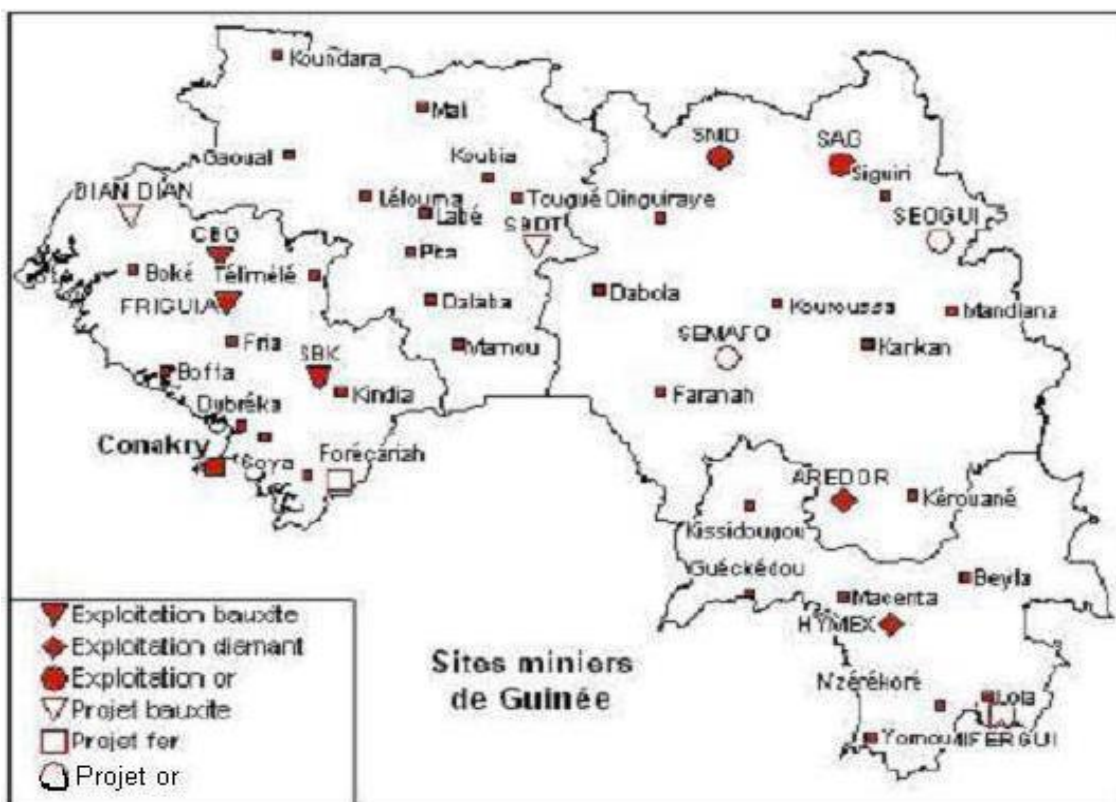 Koundara
Mali
SMD
SAG
Koubia
Gaoual
Siguiri
DIAN DIAN
Lélouma
Tougué
Dinguiraye
Labé
SBDT
SEOGUI
CBG
Pita
Boké
Télimélé
FRIGUIA
Dalaba
Dabola
Kouroussa
Mandiana
Fria
Mamou
SEMAFO
Kankan
SBK
Boffa
Kindia
Faranah
Dubréka
Conakry
Coya
Forécariah
AREDOR
Kérouané
Kissidougou
Guéckédou
Beyla
Macenta
HYMEX
Exploitation bauxite
Exploitation diamant
Exploitation or
Projet bauxite
Projet fer
Projet or
Sites miniers
de Guinée
N'zérékoré
Lola
Yomou
MIFERGUI